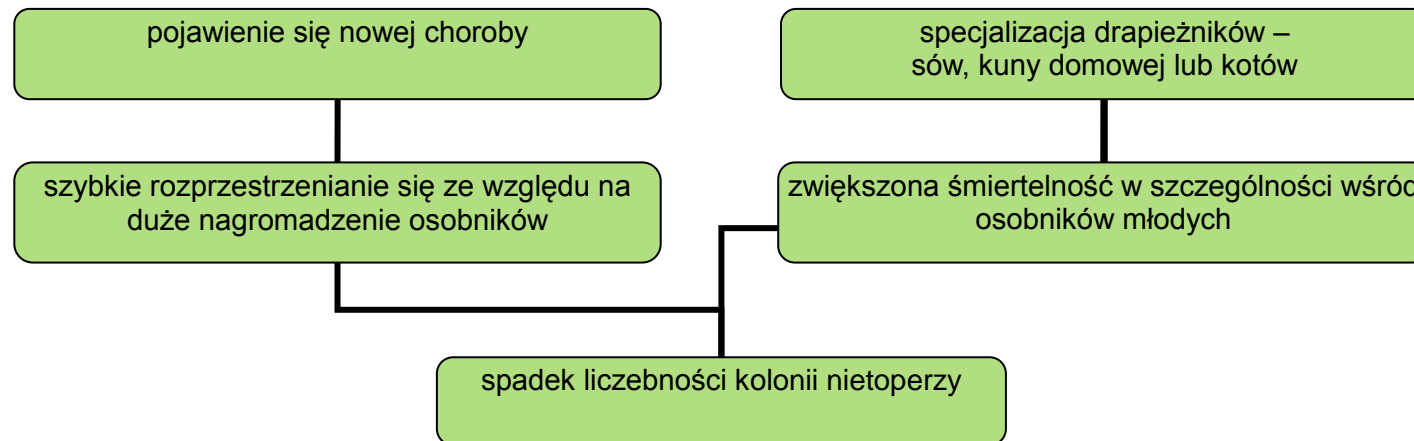 pojawienie się nowej choroby
specjalizacja drapieżników –
sów, kuny domowej lub kotów
szybkie rozprzestrzenianie się ze względu na
duże nagromadzenie osobników
zwiększona śmiertelność w szczególności wśród
osobników młodych
spadek liczebności kolonii nietoperzy